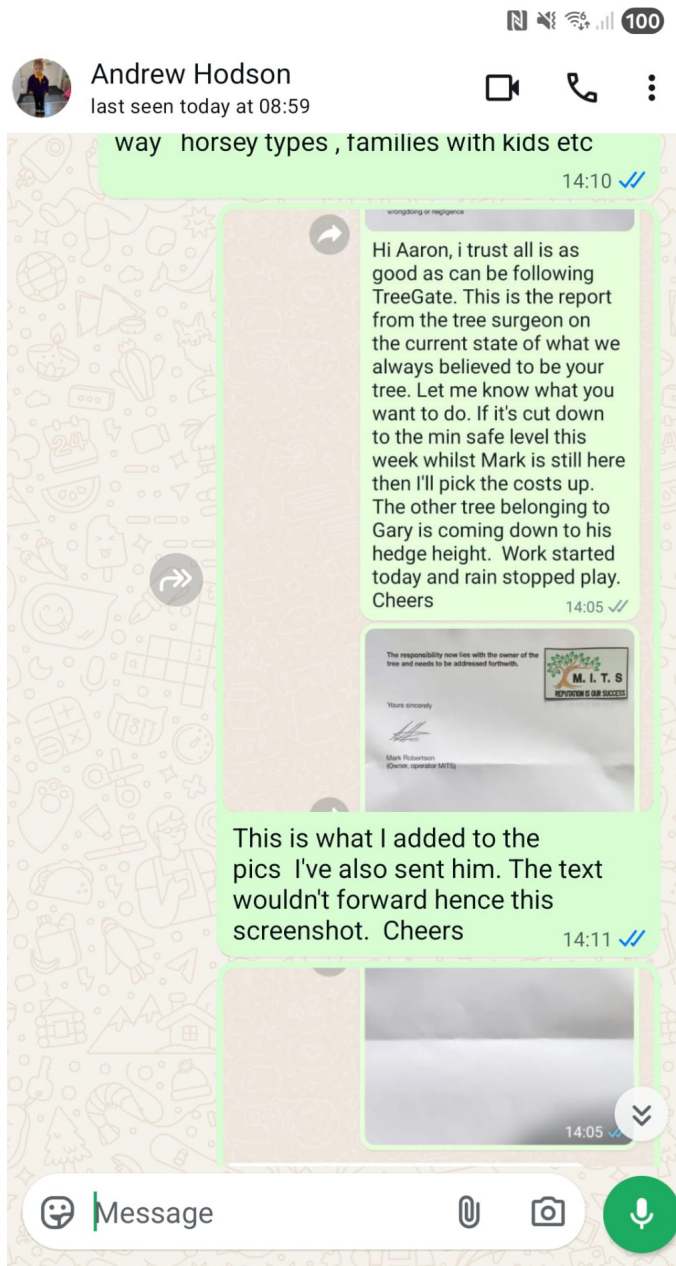 100
Andrew Hodson
last seen today at 08:59
way horsey types , families with kids etc
14:10
wrongdoing or negligence
Hi Aaron, i trust all is as
good as can be following
TreeGate. This is the report
from the tree surgeon on
the current state of what we
always believed to be your
tree. Let me know what you
want to do. If it's cut down
to the min safe level this
week whilst Mark is still here
then I'll pick the costs up.
The other tree belonging to
Gary is coming down to his
hedge height. Work started
today and rain stopped play.
Cheers
14:05
The responsibility now lies with the owner of the
tree and needs to be addressed forthwith.
M. I. T. S
REPUTATION IS OUR SUCCESS
Yours sincerely
Mark Robertson
(Owner, operator MITS)
This is what I added to the
pics I've also sent him. The text
wouldn't forward hence this
screenshot. Cheers
14:11
14:05
Message